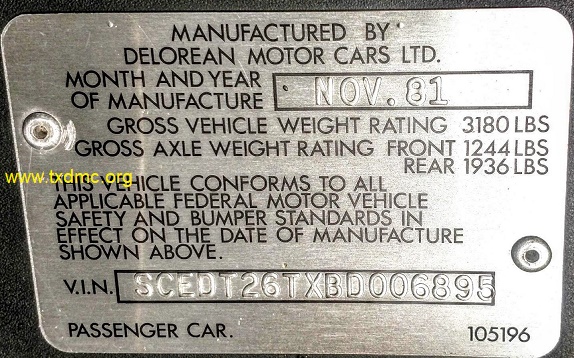 MANUFACTURED BY
DELOREAN MOTOR CARS LTD.
MONTH AND YEAR
OF MANUFACTURE NOV. 81
GROSS VEHICLE WEIGHT RATING 3180 LBS
GROSS AXLE WEIGHT RATING FRONT 1244 LBS
REAR 1936 LBS
www.txdmc.org
THIS VEHICLE CONFORMS TO ALL
APPLICABLE FEDERAL MOTOR VEHICLE
SAFETY AND BUMPER STANDARDS IN
EFFECT ON THE DATE OF MANUFACTURE
SHOWN ABOVE.
V.I.N. SCEDT26TXBD006895
PASSENGER CAR. 105196